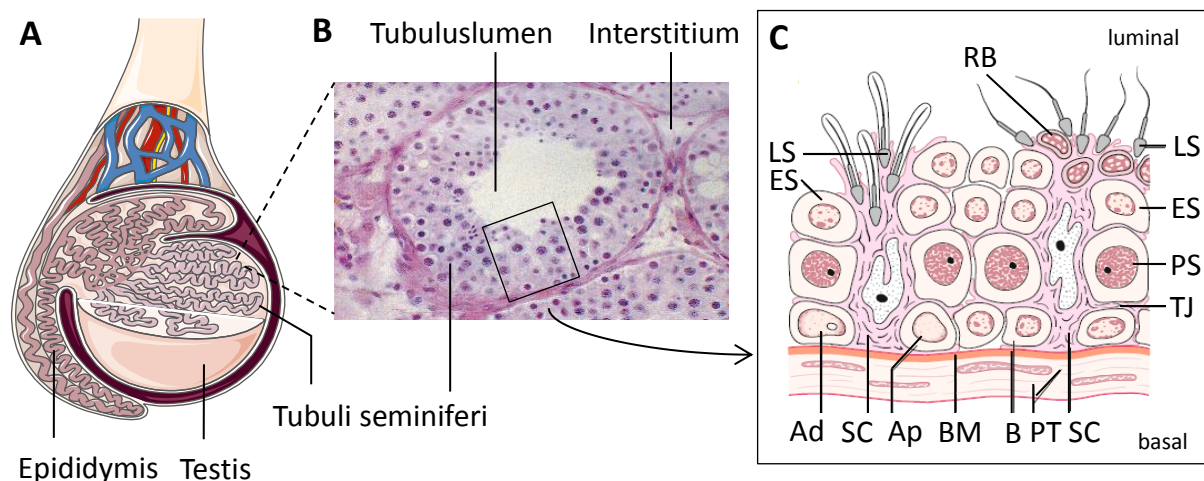 A
B
Tubuluslumen
Interstitium
C
luminal
RB
LS
LS
ES
ES
PS
TJ
Tubuli seminiferi
Ad SC Ap BM B PT SC
basal
Epididymis
Testis